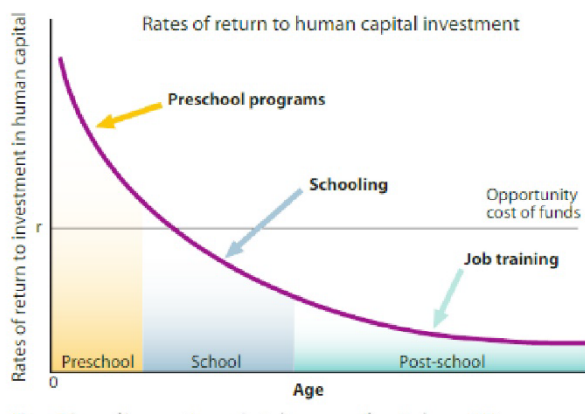 Rates of return to human capital investment
Rates of return to investment in human capital
Preschool programs
Schooling
Opportunity
cost of funds
r
Job training
Preschool
School
Post-school
0
Age